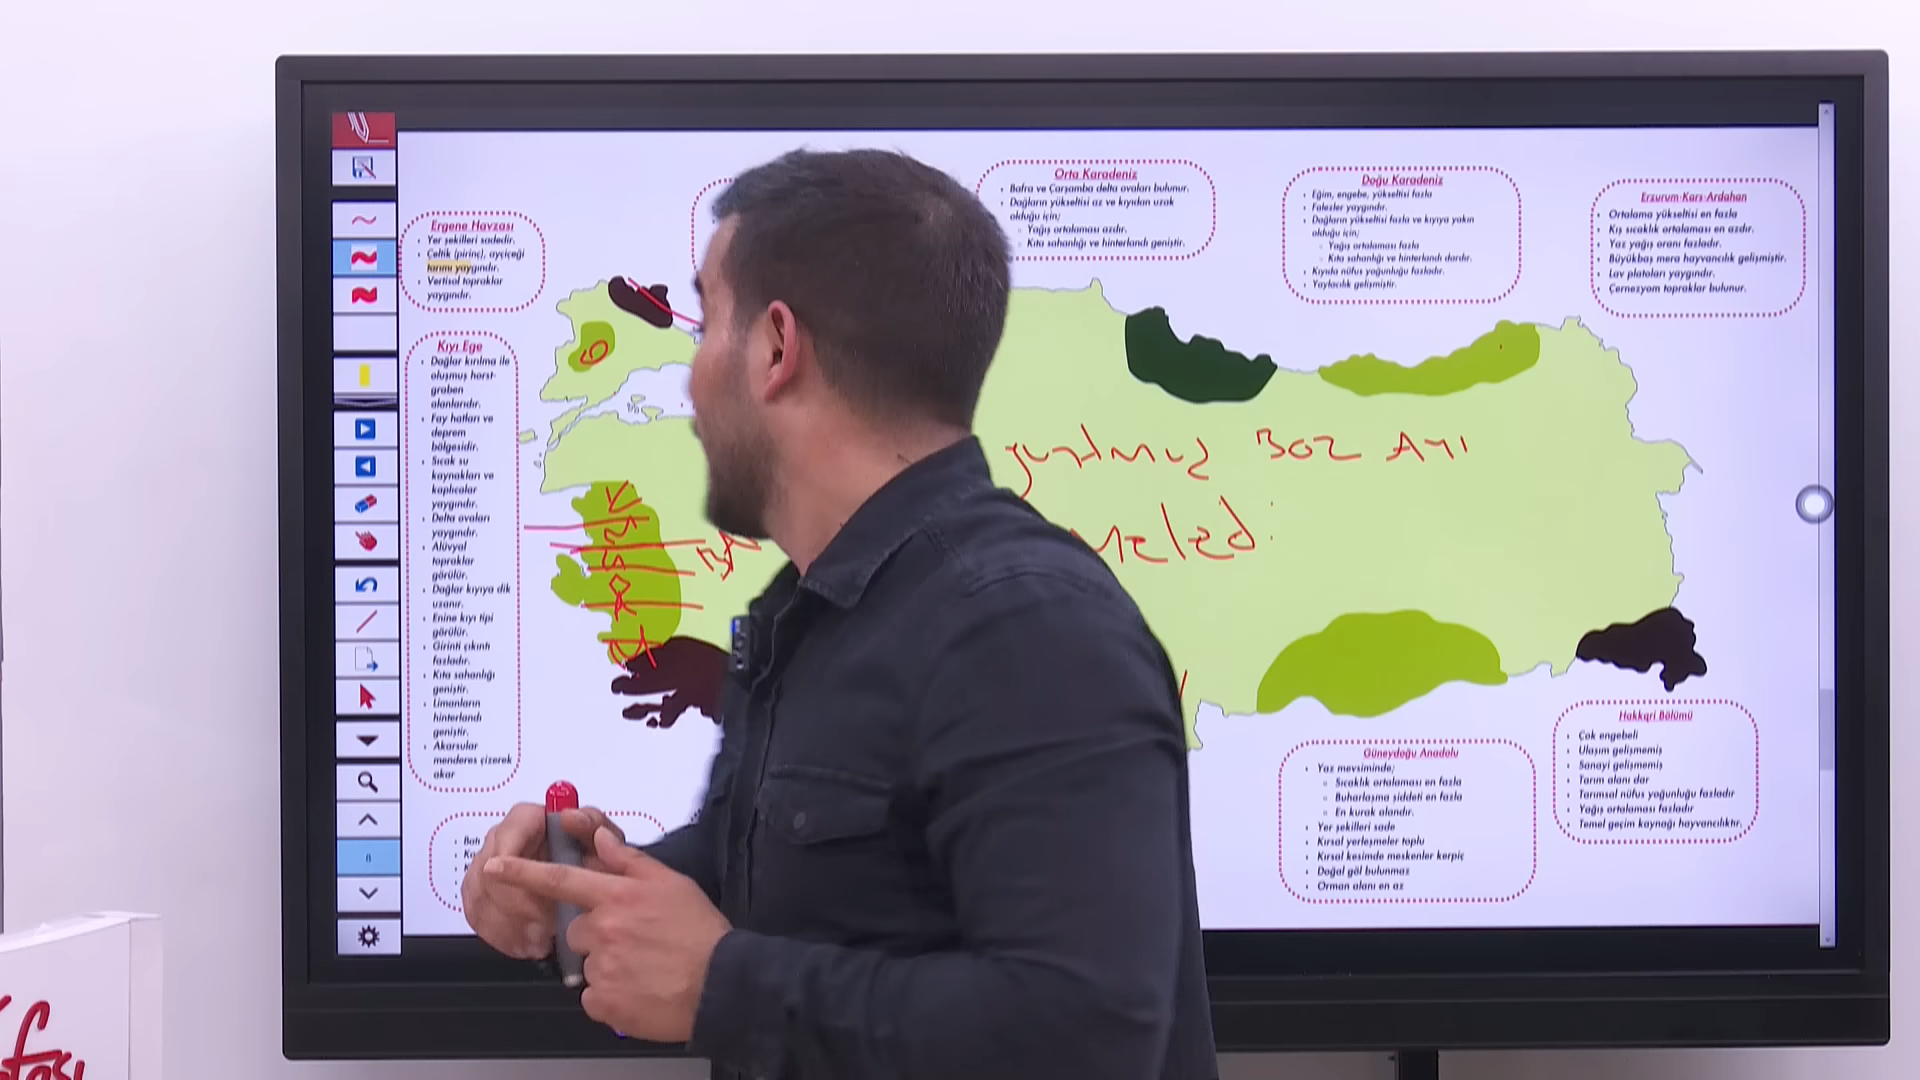 Ergene Havzası
• Yer şekilleri sadedir.
• Çeltik (pirinç), ayçiçeği
tarımı yaygındır.
• Vertisol topraklar
yaygındır.
Kıyı Ege
• Dağlar kırılma ile
oluşmuş horst-
graben
alanlarıdır.
• Fay hatları ve
deprem
bölgesidir.
• Sıcak su
kaynakları ve
kaplıcalar
yaygındır.
• Delta ovaları
yaygındır.
• Alüvyal
topraklar
görülür.
• Dağlar kıyıya dik
uzanır.
• Enine kıyı tipi
görülür.
• Girinti çıkıntı
fazladır.
• Kıta sahanlığı
geniştir.
• Limanların
hinterlandı
geniştir.
• Akarsular
menderes çizerek
akar
Orta Karadeniz
• Bafra ve Çarşamba delta ovaları bulunur.
• Dağların yükseltisi az ve kıyıdan uzak
olduğu için;
◦ Yağış ortalaması azdır.
◦ Kıta sahanlığı ve hinterlandı geniştir.
Doğu Karadeniz
• Eğim, engebe, yükseltisi fazla
• Falezler yaygındır.
• Dağların yükseltisi fazla ve kıyıya yakın
olduğu için;
◦ Yağış ortalaması fazla
◦ Kıta sahanlığı ve hinterlandı dardır.
• Kıyıda nüfus yoğunluğu fazladır.
• Yaylacılık gelişmiştir.
Erzurum-Kars-Ardahan
• Ortalama yükseltisi en fazla
• Kış sıcaklık ortalaması en azdır.
• Yaz yağış oranı fazladır.
• Büyükbaş mera hayvancılık gelişmiştir.
• Lav platoları yaygındır.
• Çernezyom topraklar bulunur.
BOZ AYI
Güneydoğu Anadolu
• Yaz mevsiminde;
◦ Sıcaklık ortalaması en fazla
◦ Buharlaşma şiddeti en fazla
◦ En kurak alandır.
• Yer şekilleri sade
• Kırsal yerleşmeler toplu
• Kırsal kesimde meskenler kerpiç
• Doğal göl bulunmaz
• Orman alanı en az
Hakkari Bölümü
• Çok engebeli
• Ulaşım gelişmemiş
• Sanayi gelişmemiş
• Tarım alanı dar
• Tarımsal nüfus yoğunluğu fazladır
• Yağış ortalaması fazladır
• Temel geçim kaynağı hayvancılıktır.